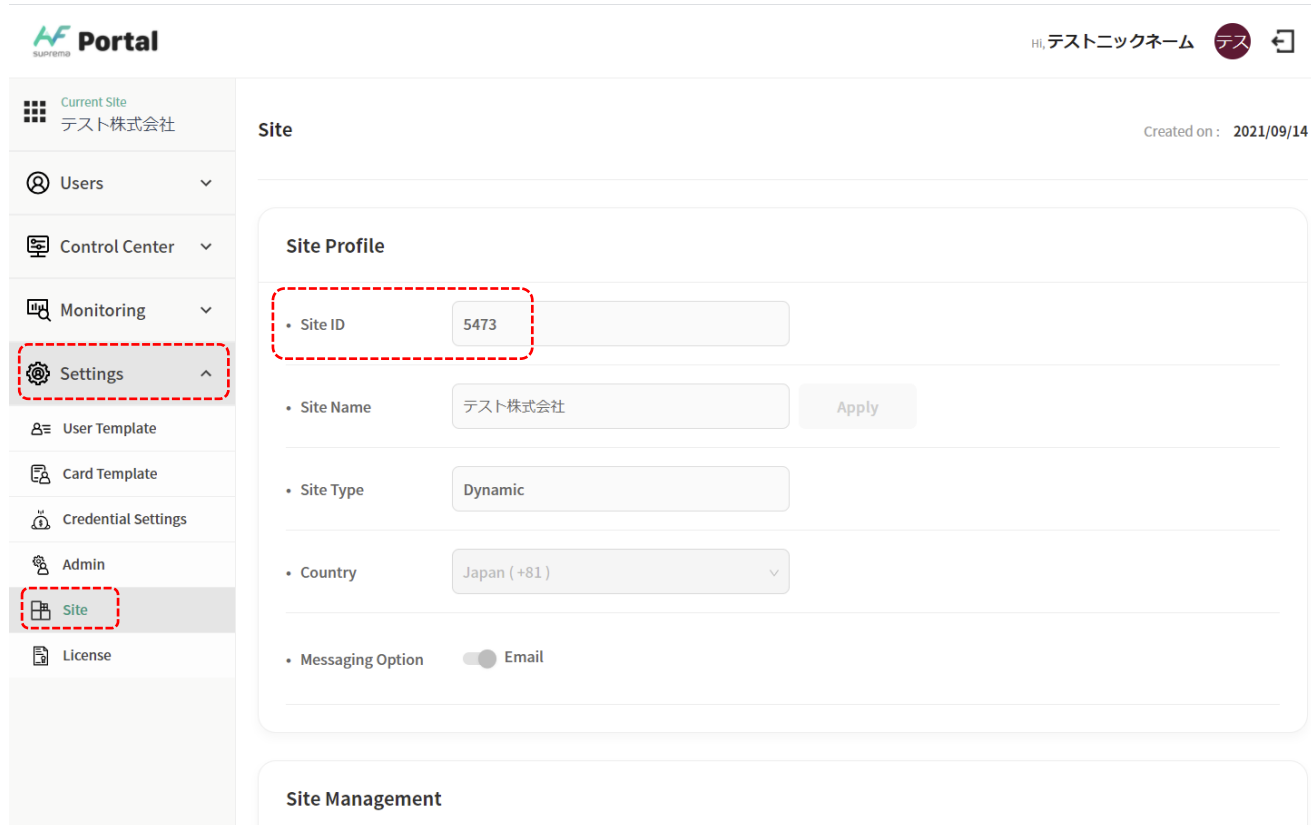 suprema
Portal
Hi, テストニックネーム
テス
Current Site
テスト株式会社
Users
Control Center
Monitoring
Settings
User Template
Card Template
Credential Settings
Admin
Site
License
Site
Created on : 2021/09/14
Site Profile
• Site ID 5473
• Site Name テスト株式会社 Apply
• Site Type Dynamic
• Country Japan ( +81 )
• Messaging Option Email
Site Management